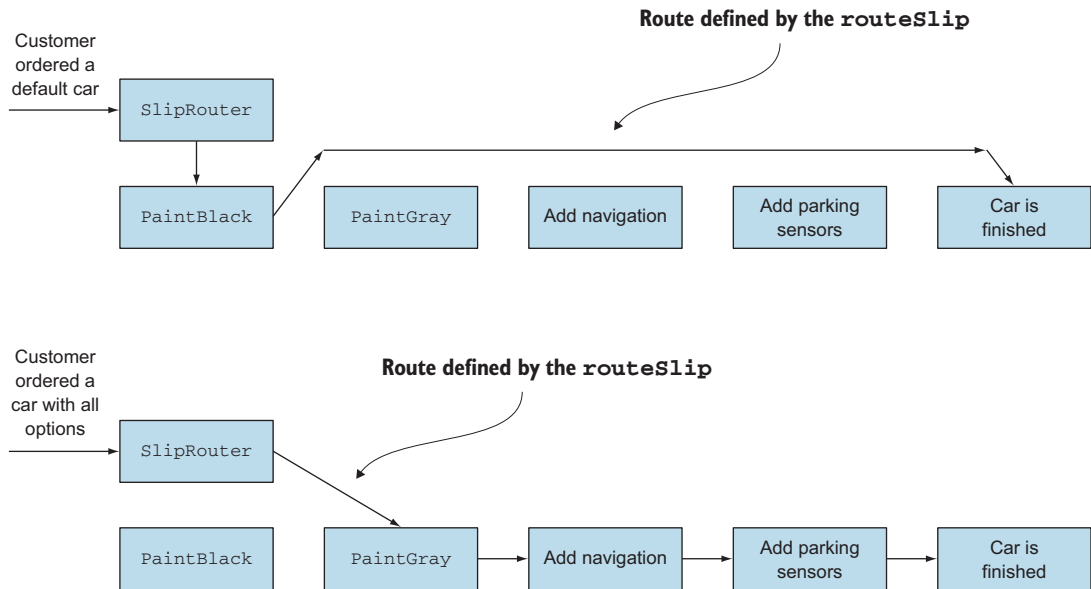 Route defined by the routeSlip
Customer
ordered a
default car
SlipRouter
PaintBlack
PaintGray
Add navigation
Add parking
sensors
Car is
finished
Customer
ordered a
car with all
options
Route defined by the routeSlip
SlipRouter
PaintBlack
PaintGray
Add navigation
Add parking
sensors
Car is
finished